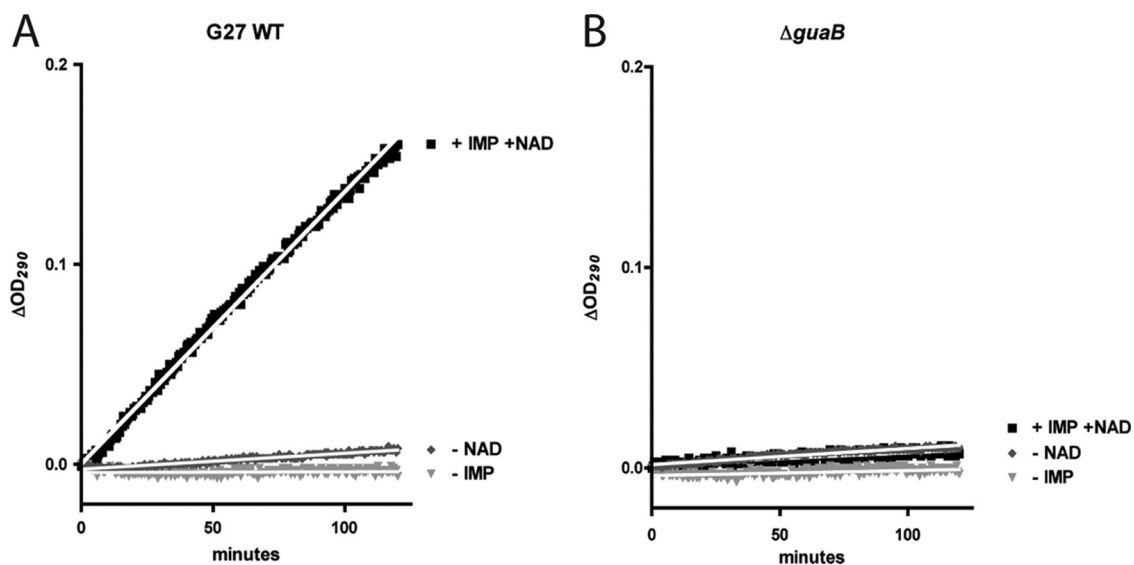 A
G27 WT
0.2
0.1
0.0
ΔOD290
0
50
100
minutes
+ IMP +NAD
- NAD
- IMP
B
ΔguaB
0.2
0.1
0.0
ΔOD290
0
50
100
minutes
+ IMP +NAD
- NAD
- IMP